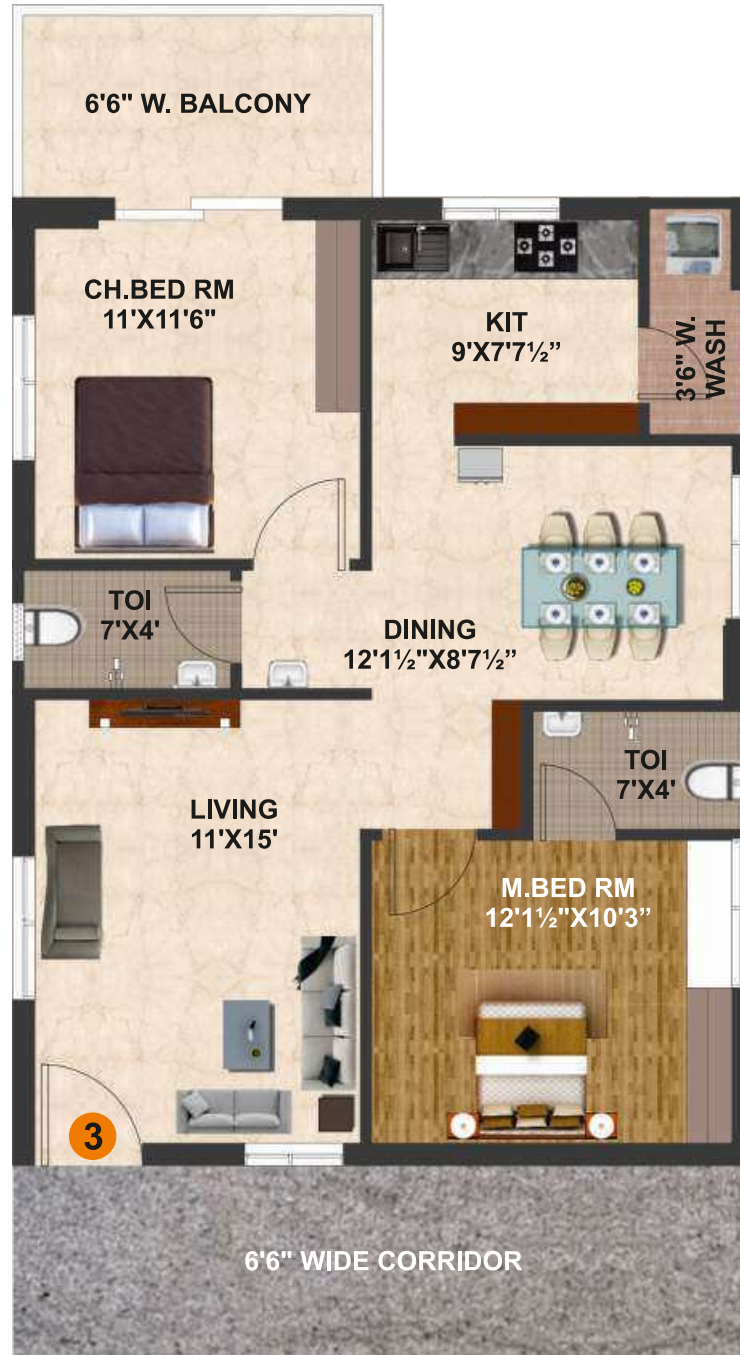 6'6" W. BALCONY
CH.BED RM
11'X11'6"
KIT
9'X7'7½”
3'6" W.
WASH
TOI
7'X4'
DINING
12'1½"X8'7½”
LIVING
11'X15'
TOI
7'X4'
M.BED RM
12'1½"X10'3”
3
6'6" WIDE CORRIDOR